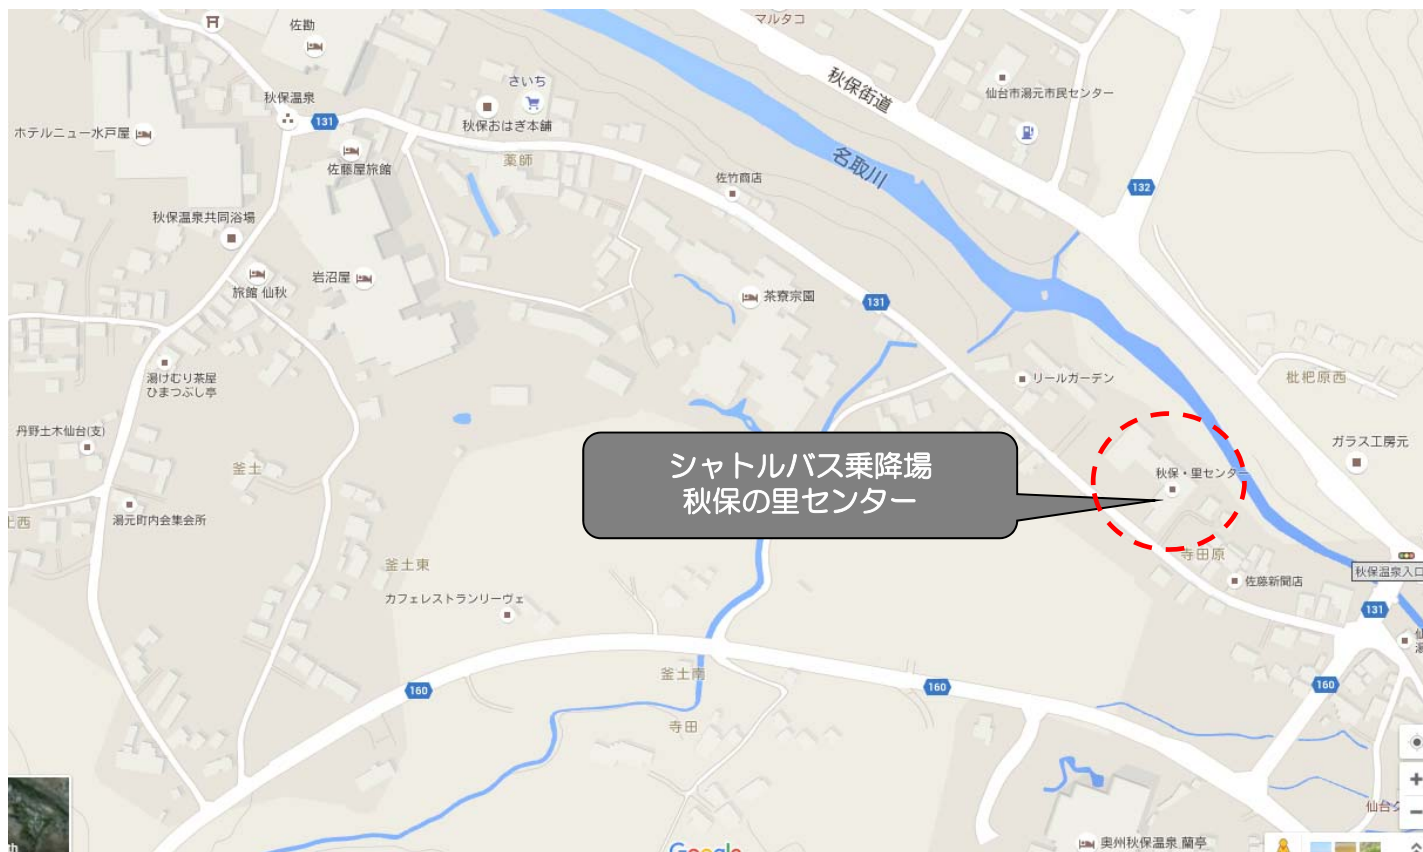 マルタコ
佐勘
さいち
秋保街道
仙台市湯元市民センター
秋保温泉
131
秋保おはぎ本舗
ホテルニュー水戸屋
佐藤屋旅館
薬師
名取川
佐竹商店
132
秋保温泉共同浴場
旅館 仙秋
岩沼屋
茶寮宗園
131
湯けむり茶屋
ひまつぶし亭
リールガーデン
枇杷原西
丹野土木仙台(支)
釜土
ガラス工房元
シャトルバス乗降場
秋保の里センター
秋保・里センター
湯元町内会集会所
土西
釜土東
寺田原
佐藤新聞店
秋保温泉入口
カフェレストランリーヴェ
131
釜土南
160
160
160
寺田
仙台
奥州秋保温泉 蘭亭
Google